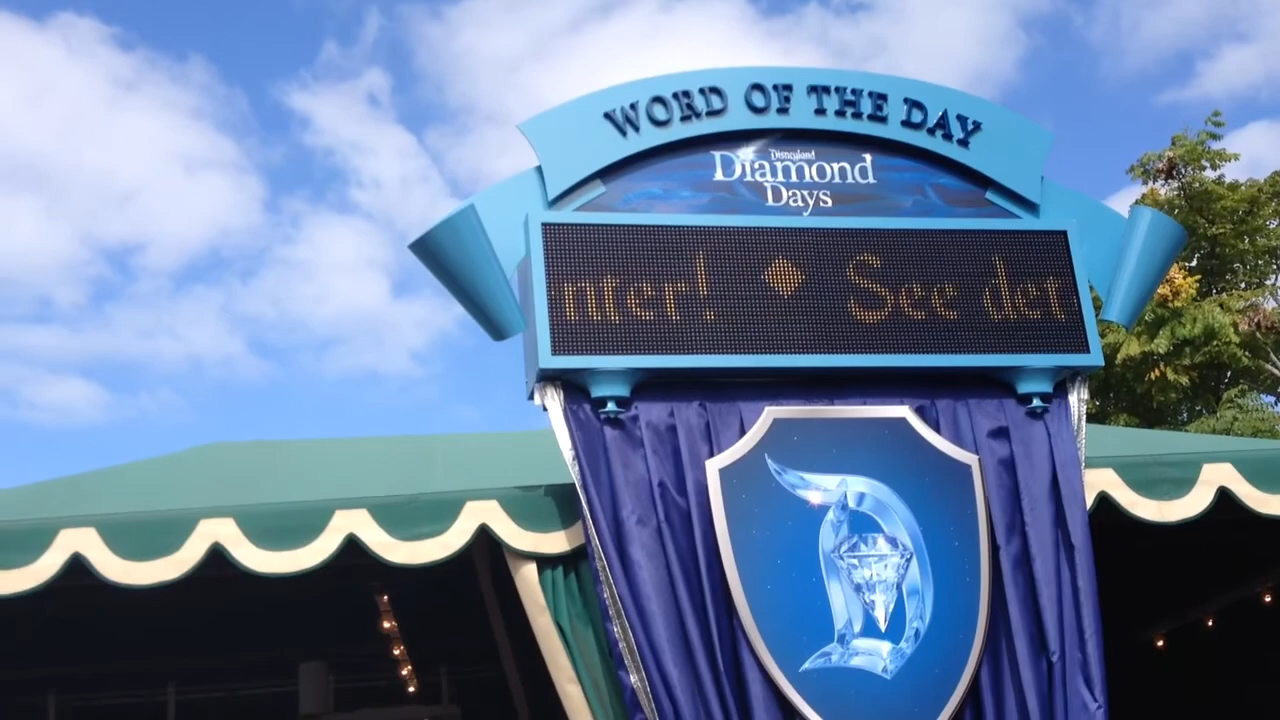 WORD OF THE DAY
Disneyland
Diamond
Days
nter! See det
D